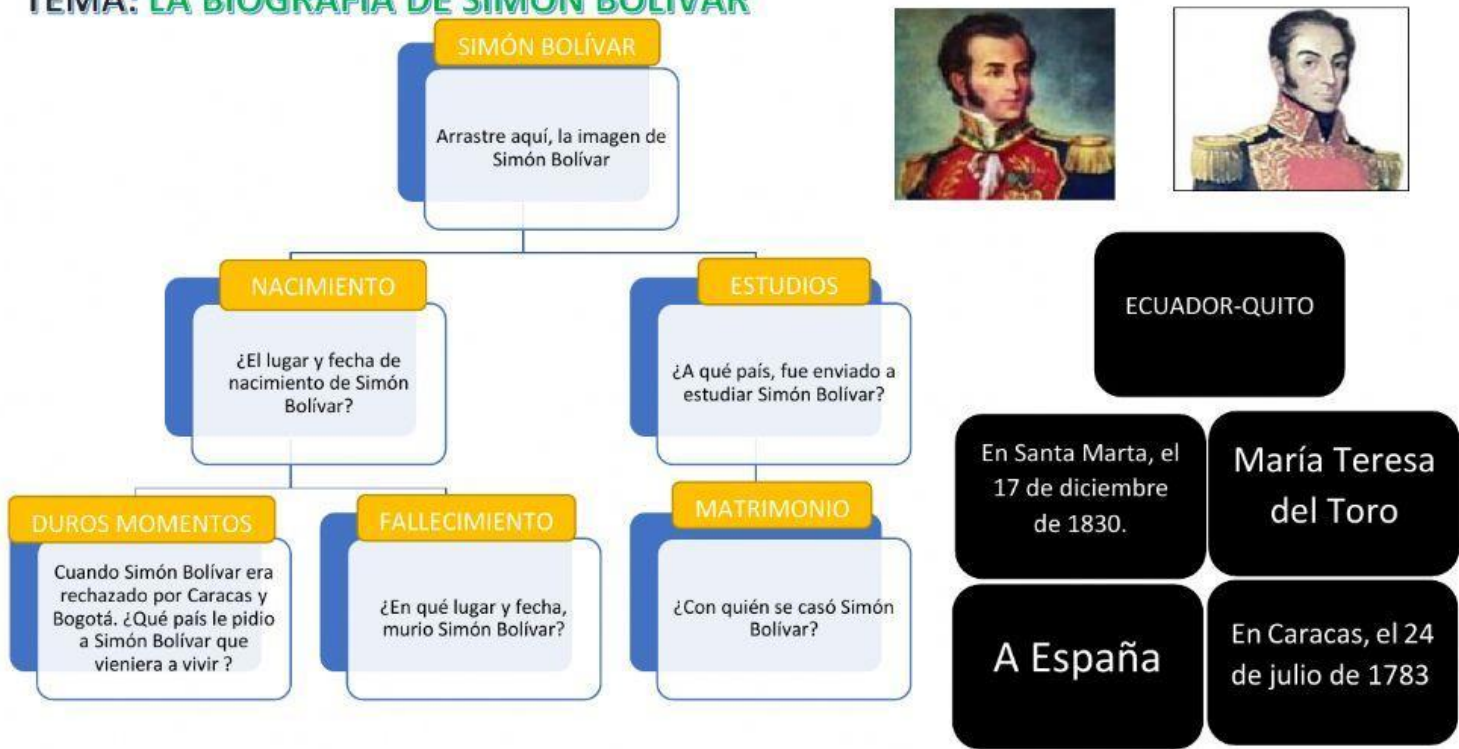 TEMA: LA BIOGRAFÍA DE SIMÓN BOLÍVAR
SIMÓN BOLÍVAR
Arrastre aquí, la imagen de
Simón Bolívar
NACIMIENTO
¿El lugar y fecha de
nacimiento de Simón
Bolívar?
ESTUDIOS
¿A qué país, fue enviado a
estudiar Simón Bolívar?
DUROS MOMENTOS
Cuando Simón Bolívar era
rechazado por Caracas y
Bogotá. ¿Qué país le pidio
a Simón Bolívar que
vieniera a vivir ?
FALLECIMIENTO
¿En qué lugar y fecha,
murio Simón Bolívar?
MATRIMONIO
¿Con quién se casó Simón
Bolívar?
ECUADOR-QUITO
En Santa Marta, el
17 de diciembre
de 1830.
María Teresa
del Toro
A España
En Caracas, el 24
de julio de 1783